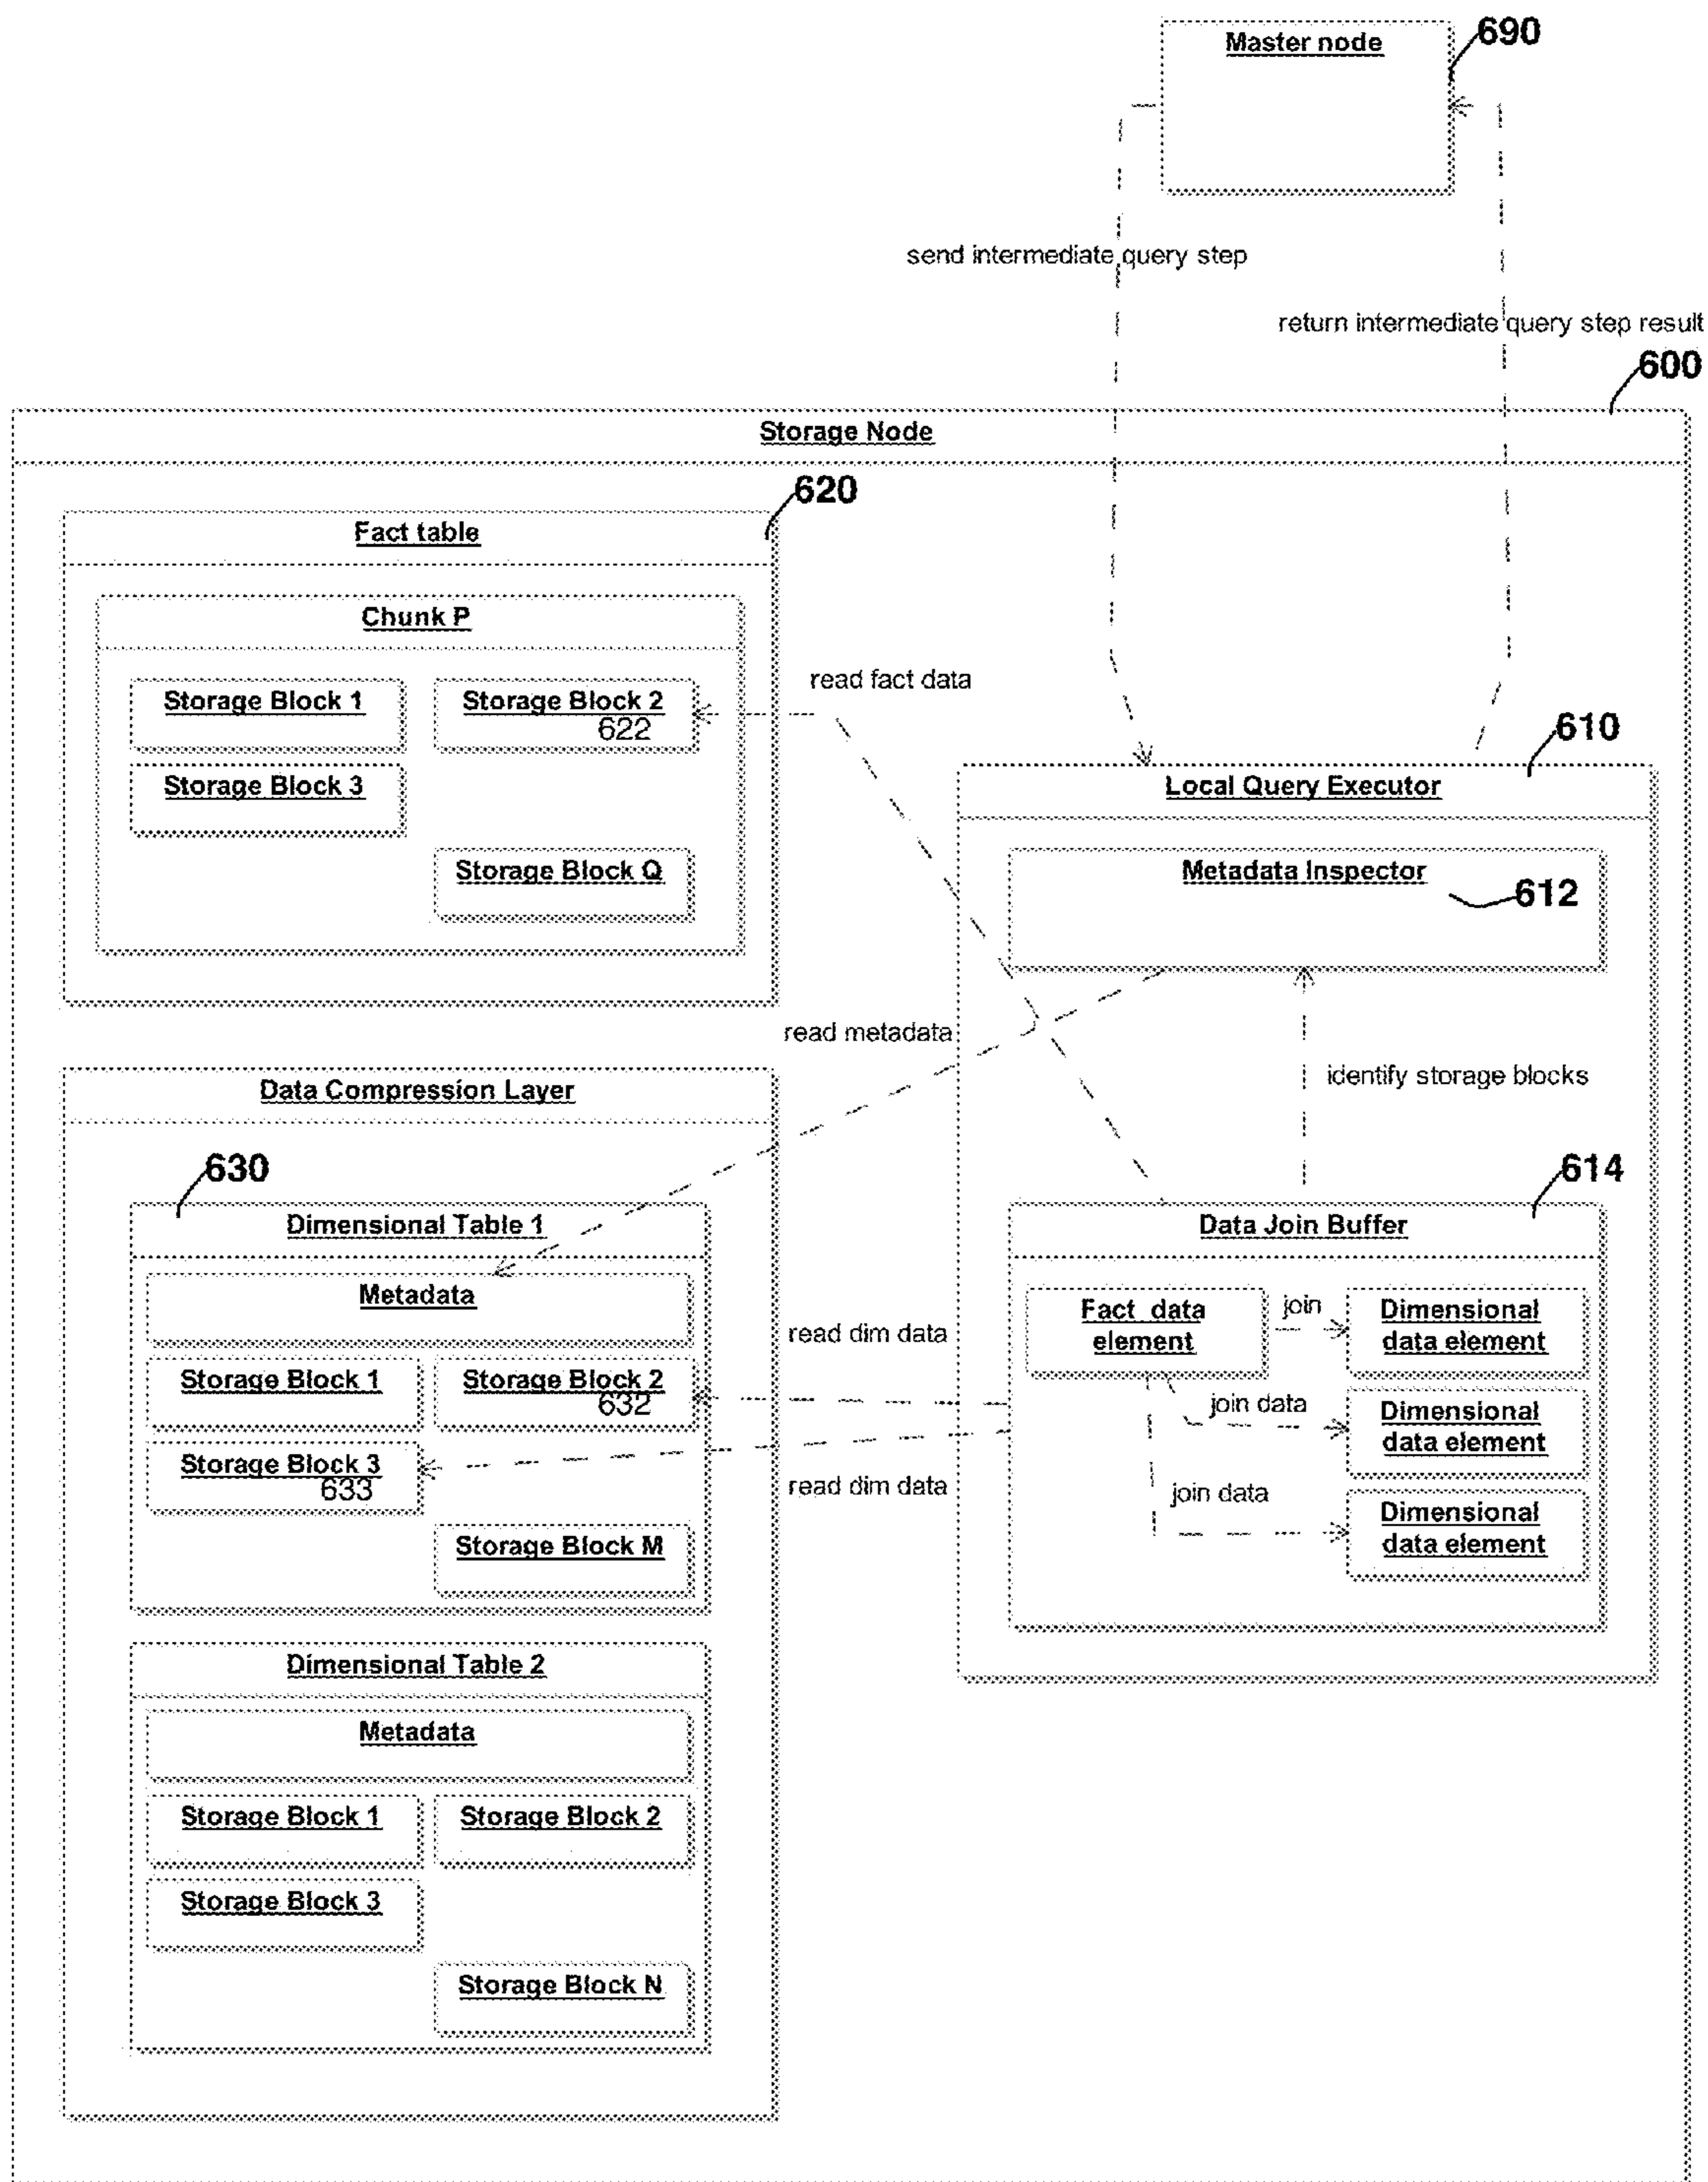 Master node
690
send intermediate query step
return intermediate query step result
600
Storage Node
620
Fact table
Chunk P
Storage Block 1
Storage Block 2
622
Storage Block 3
Storage Block Q
read fact data
610
Local Query Executor
Metadata Inspector
612
read metadata
identify storage blocks
Data Compression Layer
630
Dimensional Table 1
Metadata
Storage Block 1
Storage Block 2
632
Storage Block 3
633
Storage Block M
read dim data
read dim data
614
Data Join Buffer
Fact data
element
join
Dimensional
data element
join data
Dimensional
data element
join data
Dimensional
data element
Dimensional Table 2
Metadata
Storage Block 1
Storage Block 2
Storage Block 3
Storage Block N